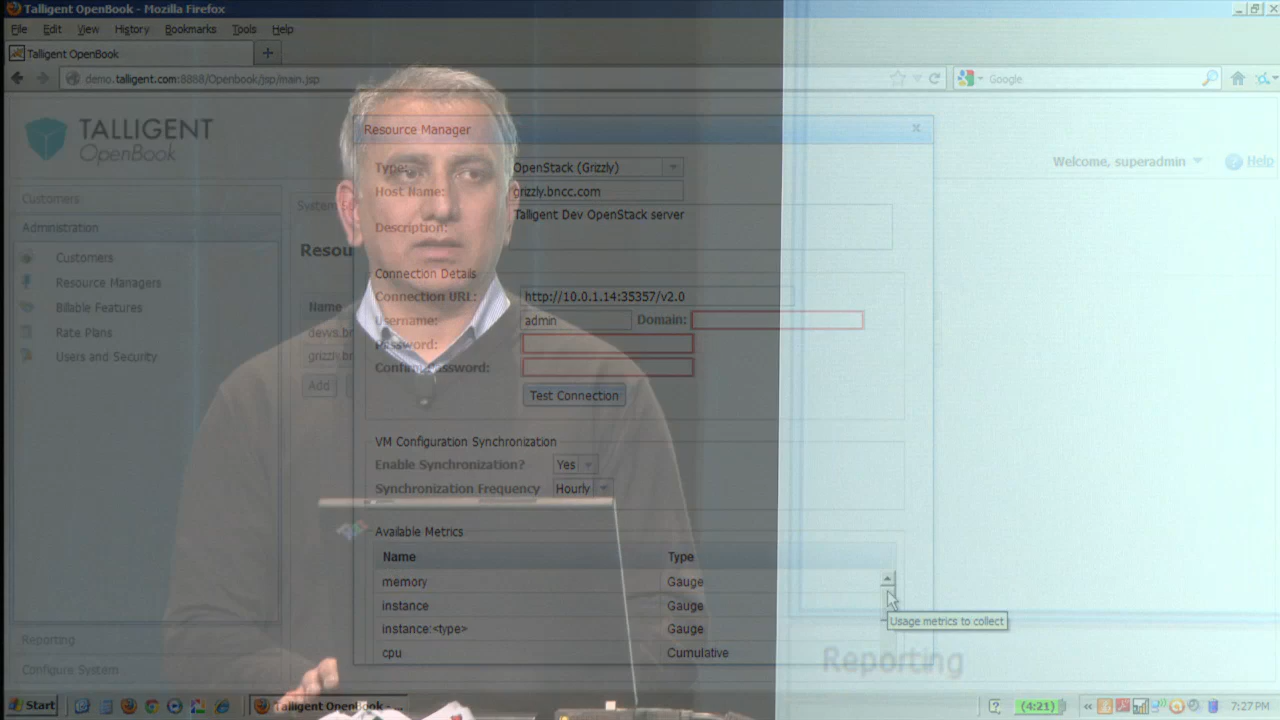 Talligent OpenBook - Mozilla Firefox
File Edit View History Bookmarks Tools Help
Talligent OpenBook
demo.talligent.com:8888/Openbook/jsp/main.jsp
Google
TALLIGENT
OpenBook
Welcome, superadmin
Help
Customers
Administration
Customers
Resource Managers
Billable Features
Rate Plans
Users and Security
Reporting
Configure System
Name
Add
Resource Manager
Type: OpenStack (Grizzly)
Host Name: grizzly.bncc.com
Description: Talligent Dev OpenStack server
Connection Details
Connection URL: http://10.0.1.14:35357/v2.0
Username: admin Domain:
Password:
Confirm Password:
Test Connection
VM Configuration Synchronization
Enable Synchronization? Yes
Synchronization Frequency Hourly
Available Metrics
Name Type
memory Gauge
instance Gauge
instance:<type> Gauge
cpu Cumulative
Usage metrics to collect
Reporting
Start
Talligent OpenBook - ...
(4:21)
7:27 PM